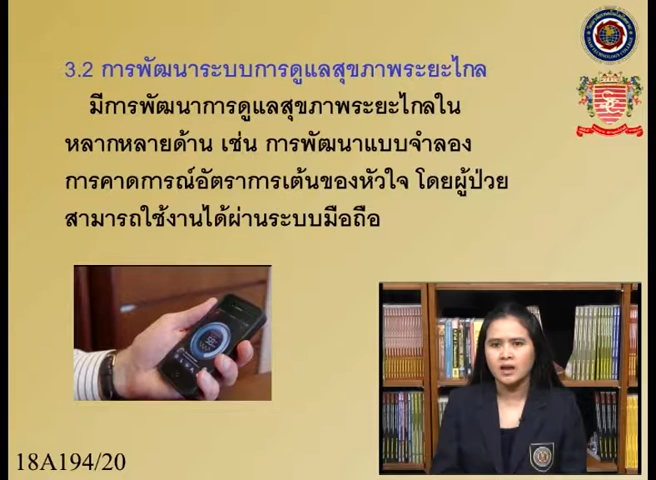 3.2 การพัฒนาระบบการดูแลสุขภาพระยะไกล
มีการพัฒนาการดูแลสุขภาพระยะไกลใน
หลากหลายด้าน เช่น การพัฒนาแบบจำลอง
การคาดการณ์อัตราการเต้นของหัวใจ โดยผู้ป่วย
สามารถใช้งานได้ผ่านระบบมือถือ
18A194/20